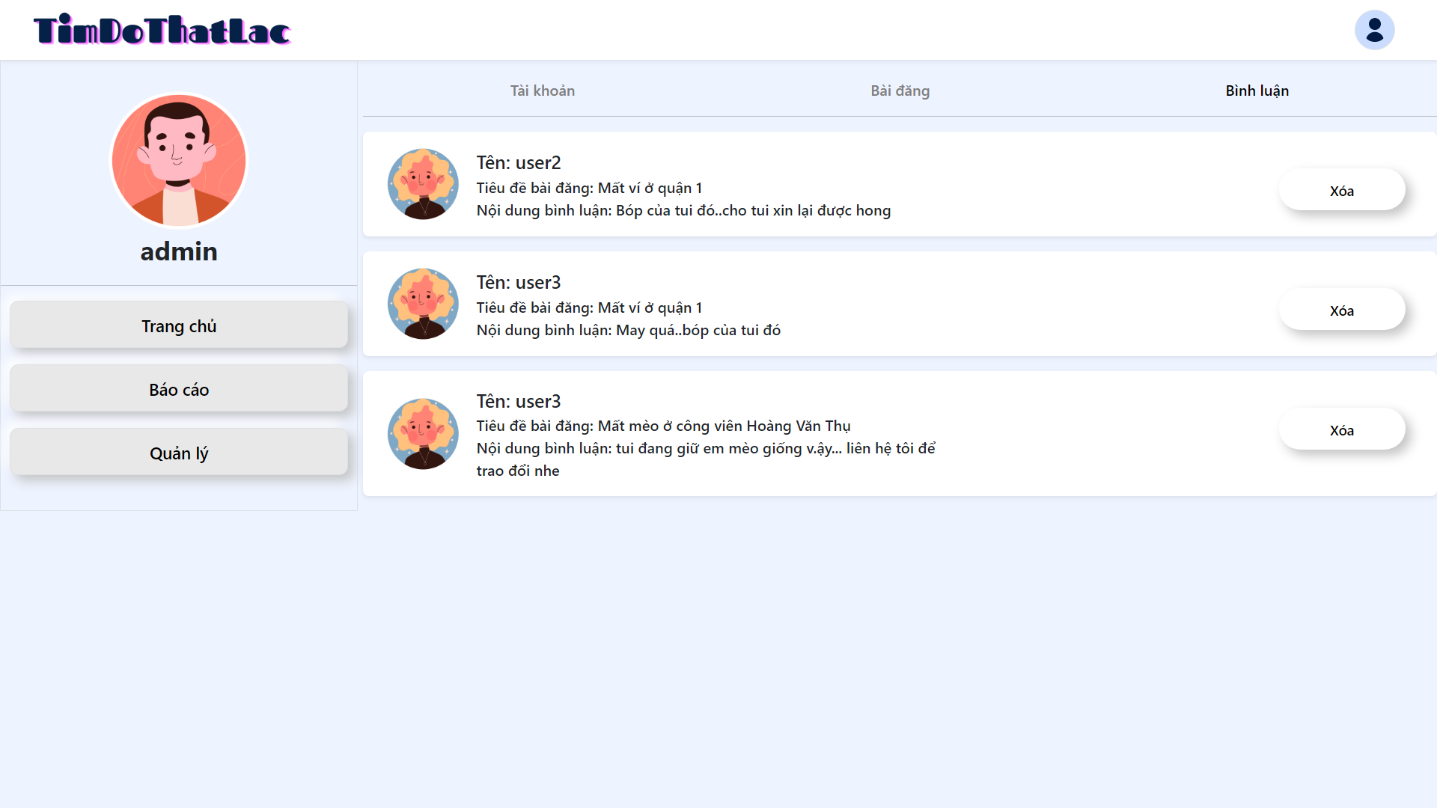 TimDoThatLac
Tài khoản
Bài đăng
Bình luận
admin
Trang chủ
Báo cáo
Quản lý
Tên: user2
Tiêu đề bài đăng: Mất ví ở quận 1
Nội dung bình luận: Bóp của tui đó..cho tui xin lại được hong
Xóa
Tên: user3
Tiêu đề bài đăng: Mất ví ở quận 1
Nội dung bình luận: May quá..bóp của tui đó
Xóa
Tên: user3
Tiêu đề bài đăng: Mất mèo ở công viên Hoàng Văn Thụ
Nội dung bình luận: tui đang giữ em mèo giống v.ậy... liên hệ tôi để
trao đổi nhe
Xóa